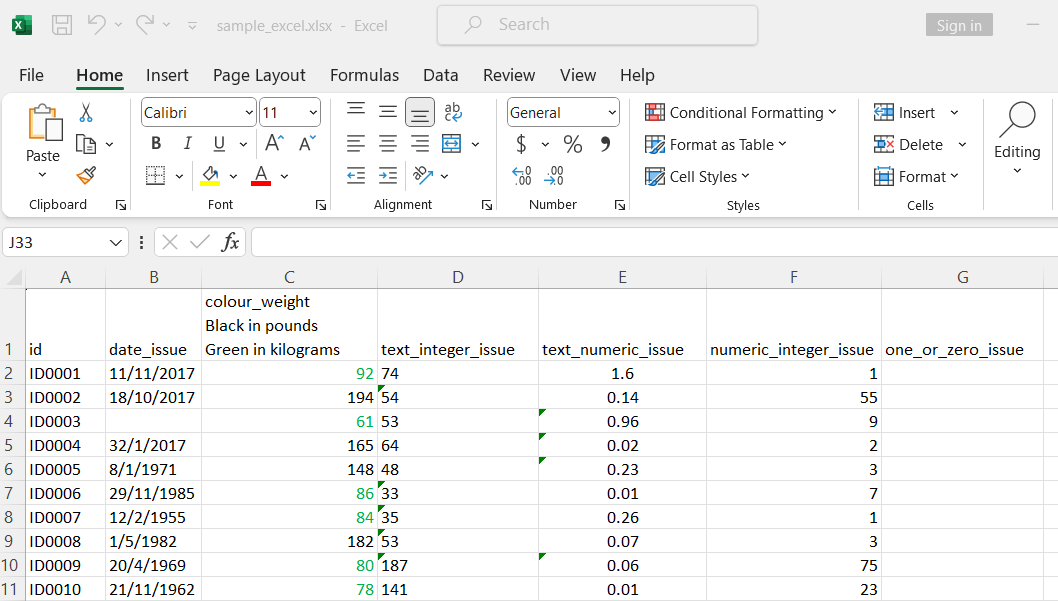 sample_excel.xlsx - Excel
Search
Sign in
File Home Insert Page Layout Formulas Data Review View Help
Paste
Clipboard
Calibri 11
B I U A A
A
Font
ab
Alignment
General
$ % 9
.00 .00
Number
Conditional Formatting
Format as Table
Cell Styles
Styles
Insert
Delete
Format
Cells
Editing
J33 fx
A B C D E F G
colour_weight
Black in pounds
1 id date_issue Green in kilograms text_integer_issue text_numeric_issue numeric_integer_issue one_or_zero_issue
2 ID0001 11/11/2017 92 74 1.6 1
3 ID0002 18/10/2017 194 54 0.14 55
4 ID0003 61 53 0.96 9
5 ID0004 32/1/2017 165 64 0.02 2
6 ID0005 8/1/1971 148 48 0.23 3
7 ID0006 29/11/1985 86 33 0.01 7
8 ID0007 12/2/1955 84 35 0.26 1
9 ID0008 1/5/1982 182 53 0.07 3
10 ID0009 20/4/1969 80 187 0.06 75
11 ID0010 21/11/1962 78 141 0.01 23